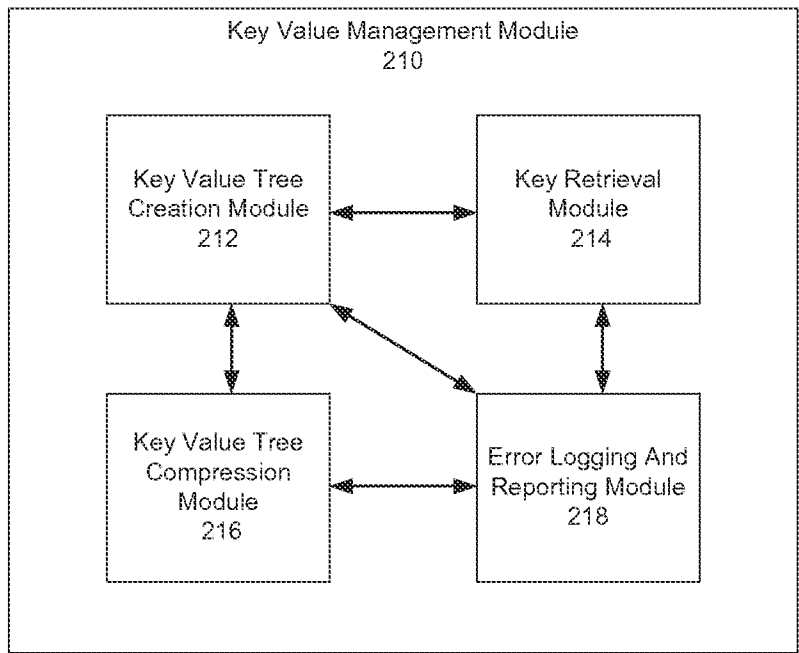 Key Value Management Module
210
Key Value Tree
Creation Module
212
Key Retrieval
Module
214
Key Value Tree
Compression
Module
216
Error Logging And
Reporting Module
218